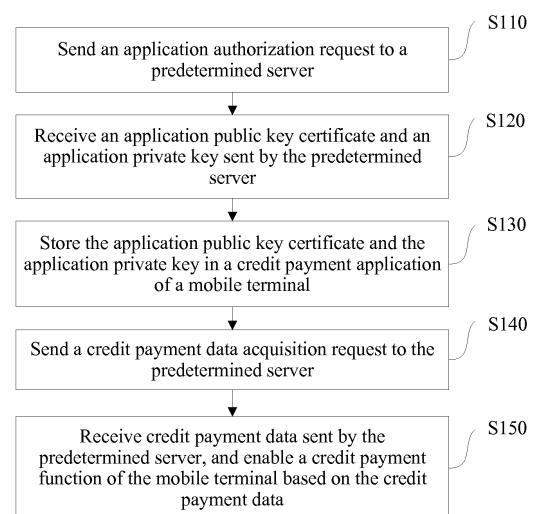 S110
Send an application authorization request to a
predetermined server
S120
Receive an application public key certificate and an
application private key sent by the predetermined
server
S130
Store the application public key certificate and the
application private key in a credit payment application
of a mobile terminal
S140
Send a credit payment data acquisition request to the
predetermined server
S150
Receive credit payment data sent by the
predetermined server, and enable a credit payment
function of the mobile terminal based on the credit
payment data